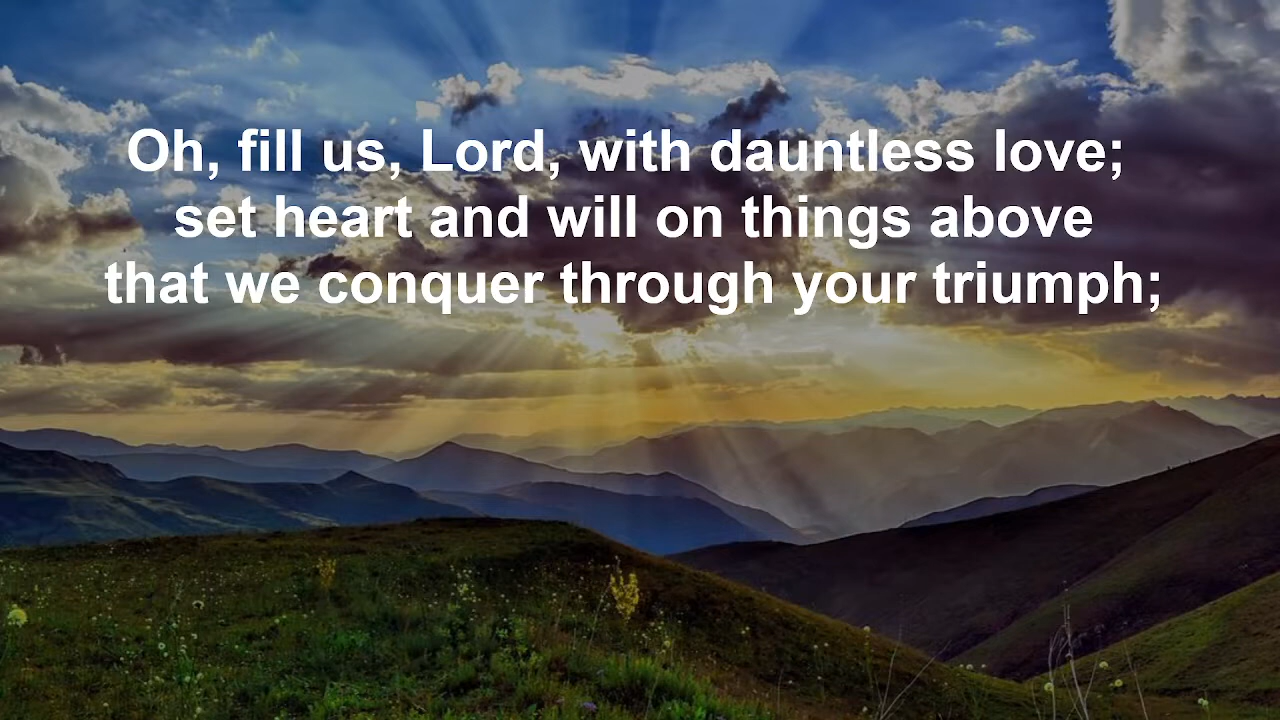 Oh, fill us, Lord, with dauntless love;
set heart and will on things above
that we conquer through your triumph;